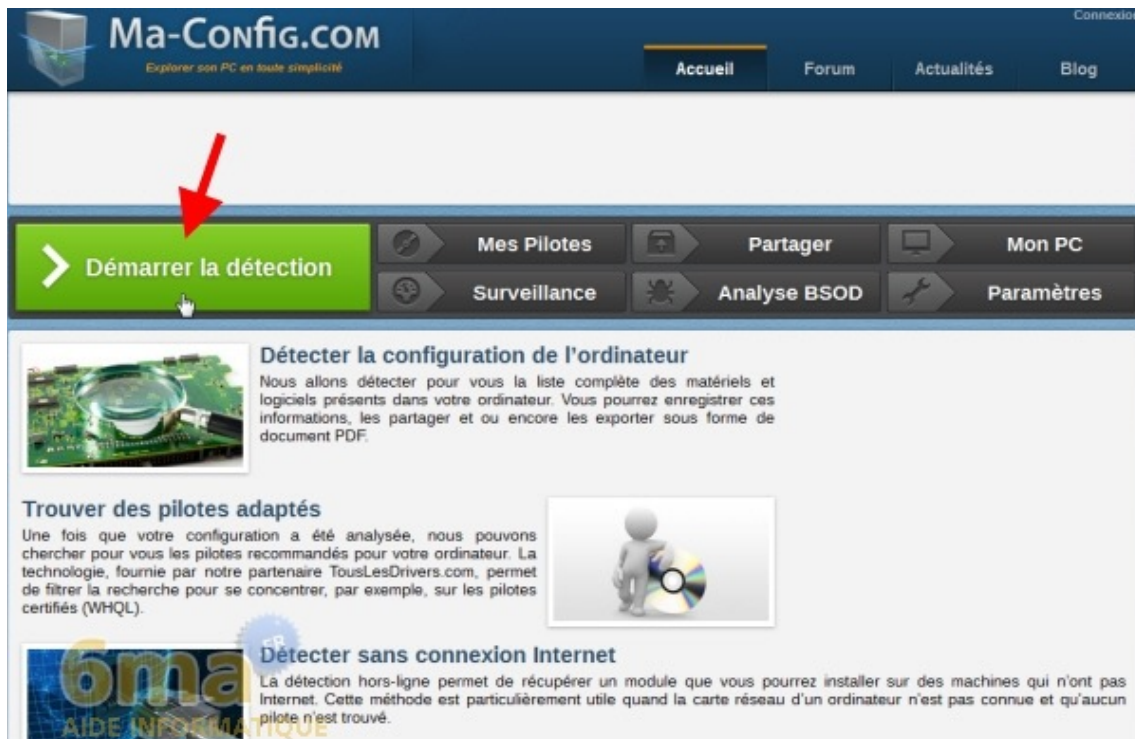 Connexion
Ma-Config.com
Explorer son PC en toute simplicité
Accueil
Forum
Actualités
Blog
Démarrer la détection
Mes Pilotes
Partager
Mon PC
Surveillance
Analyse BSOD
Paramètres
Détecter la configuration de l'ordinateur
Nous allons détecter pour vous la liste complète des matériels et
logiciels présents dans votre ordinateur. Vous pourrez enregistrer ces
informations, les partager et ou encore les exporter sous forme de
document PDF.
Trouver des pilotes adaptés
Une fois que votre configuration a été analysée, nous pouvons
chercher pour vous les pilotes recommandés pour votre ordinateur. La
technologie, fournie par notre partenaire TousLesDrivers.com, permet
de filtrer la recherche pour se concentrer, par exemple, sur les pilotes
certifiés (WHQL).
Détecter sans connexion Internet
La détection hors-ligne permet de récupérer un module que vous pourrez installer sur des machines qui n'ont pas
Internet. Cette méthode est particulièrement utile quand la carte réseau d'un ordinateur n'est pas connue et qu'aucun
pilote n'est trouvé.
6ma
FR
AIDE INFORMATIQUE